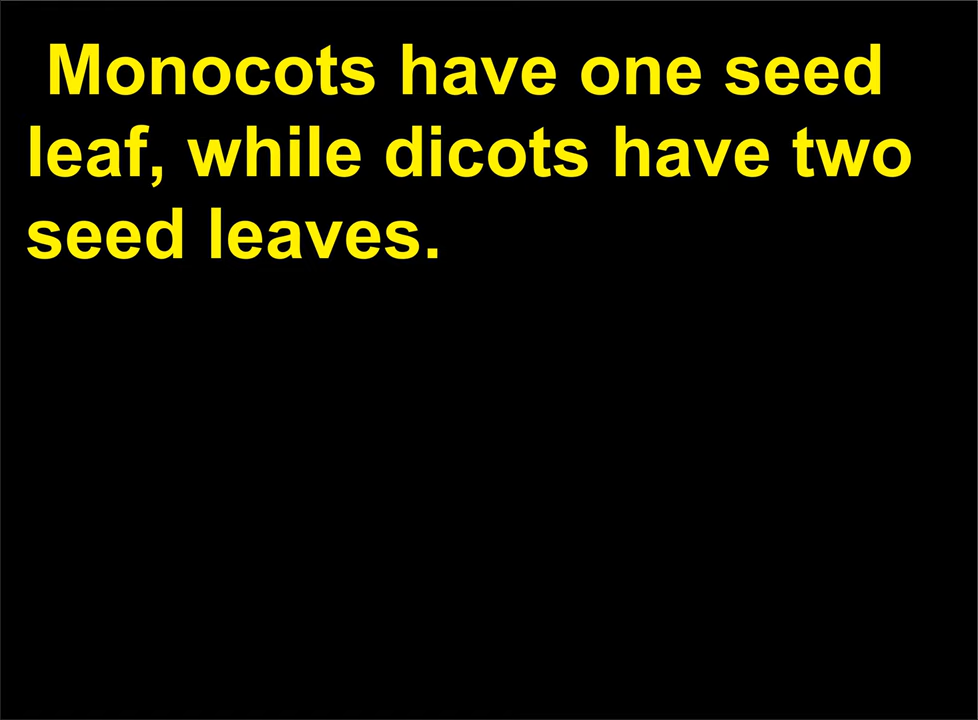 Monocots have one seed
leaf, while dicots have two
seed leaves.